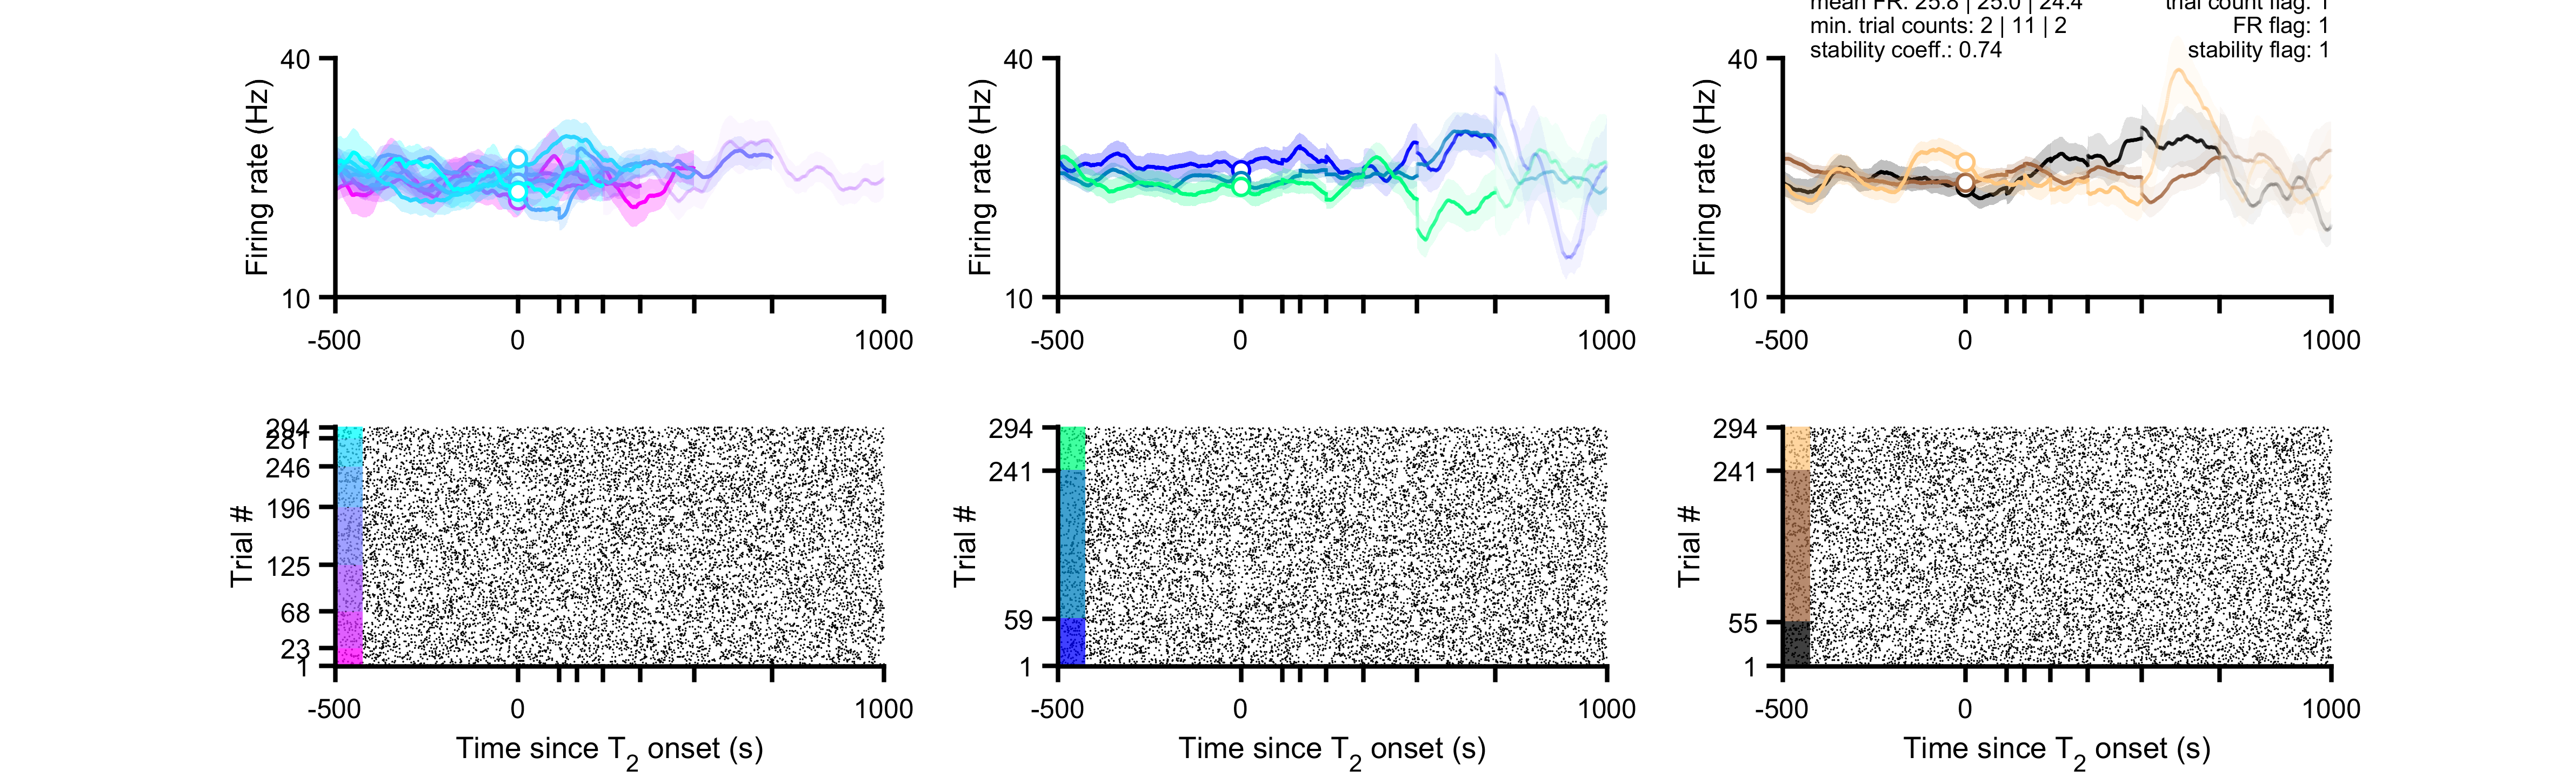 mean FR: 25.8 | 25.0 | 24.4 trial count flag: 1
min. trial counts: 2 | 11 | 2 FR flag: 1
stability coeff.: 0.74 stability flag: 1
40
10
Firing rate (Hz)
-500 0 1000
40
10
Firing rate (Hz)
-500 0 1000
40
10
Firing rate (Hz)
-500 0 1000
294
281
246
196
125
68
23
1
Trial #
-500 0 1000
Time since T2 onset (s)
294
241
59
1
Trial #
-500 0 1000
Time since T2 onset (s)
294
241
55
1
Trial #
-500 0 1000
Time since T2 onset (s)